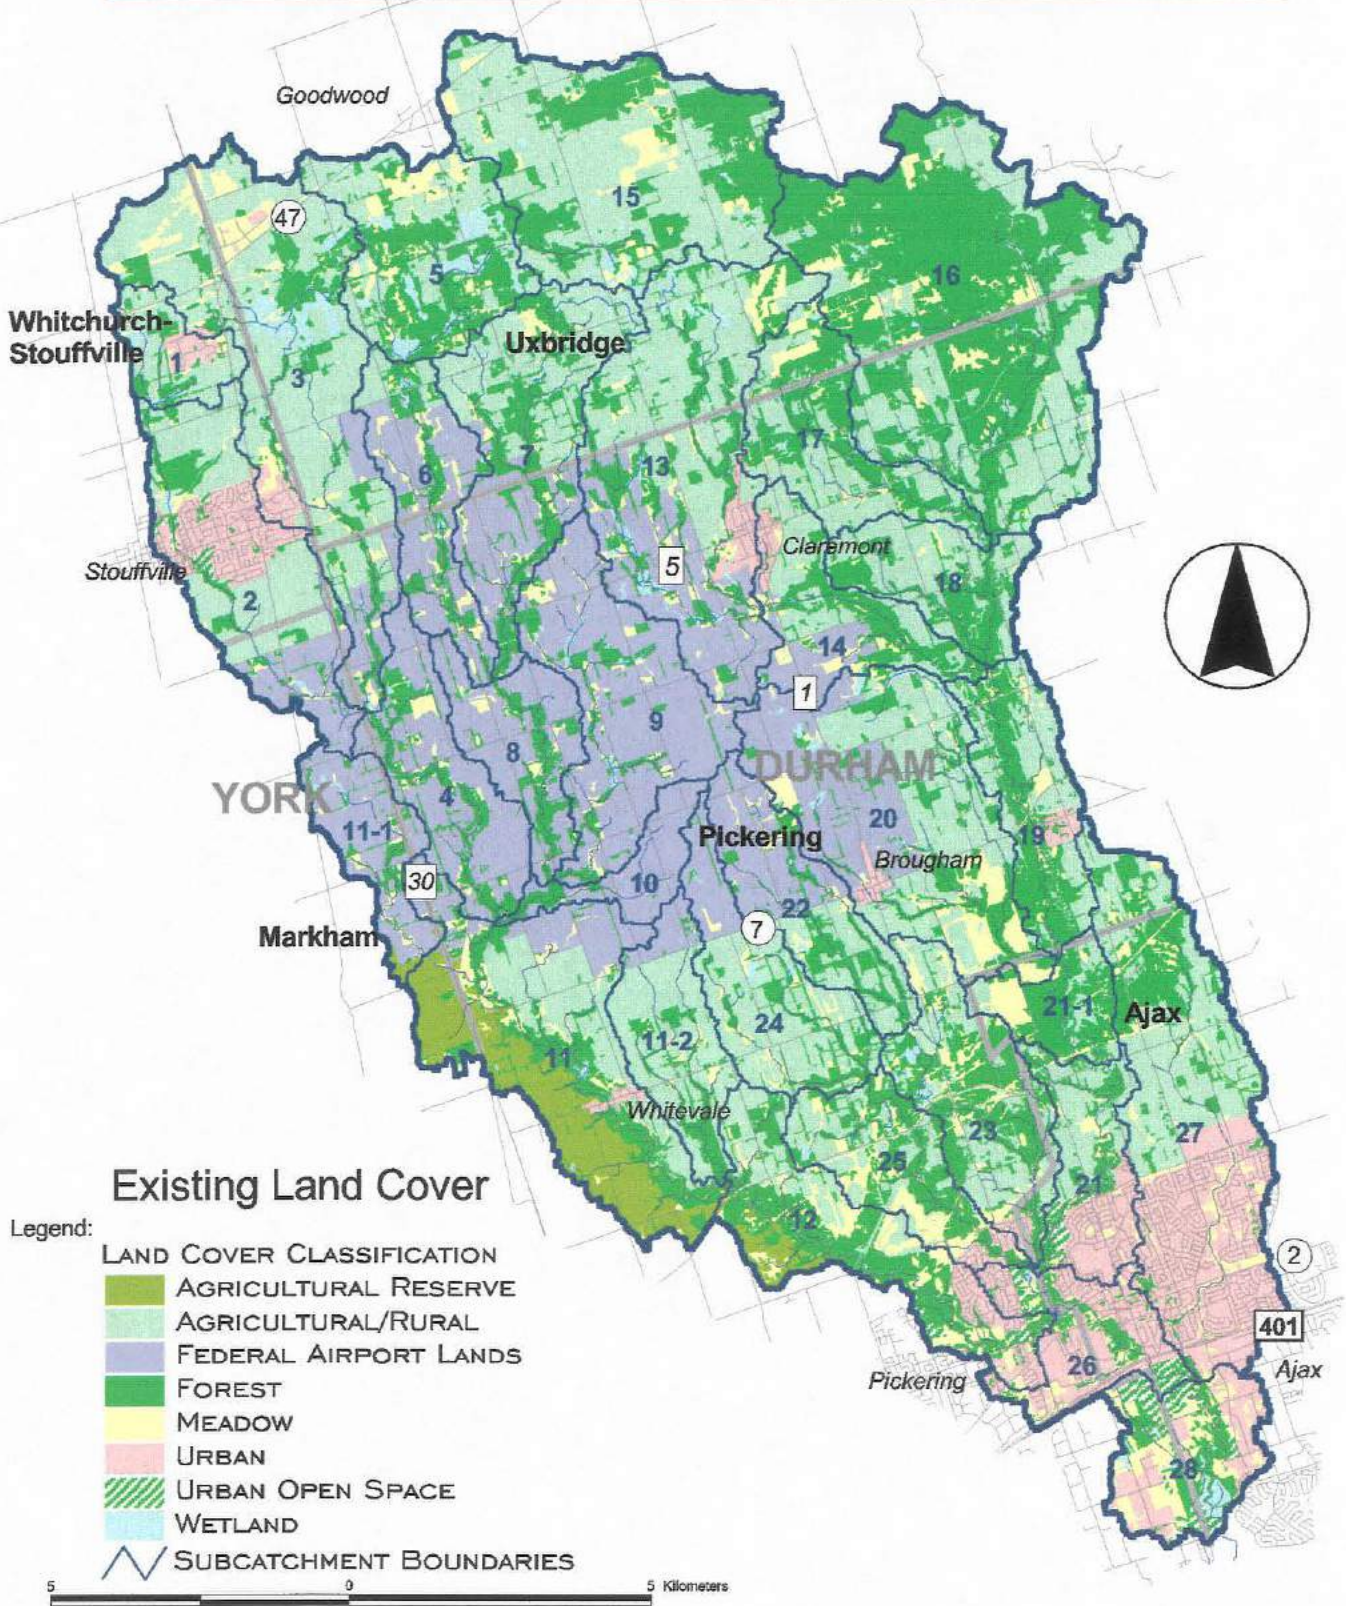 Goodwood
15
47
16
5
Whitchurch-
Stouffville
Uxbridge
1
3
17
6
7
13
5
Claremont
Stouffville
2
18
14
1
9
8
DURHAM
YORK
4
11-1
Pickering
20
19
Brougham
30
10
22
7
Markham
21-1
Ajax
24
11-2
11
Whitevale
27
23
25
21
12
2
401
26
Pickering
Ajax
28
Existing Land Cover
Legend:
LAND COVER CLASSIFICATION
AGRICULTURAL RESERVE
AGRICULTURAL/RURAL
FEDERAL AIRPORT LANDS
FOREST
MEADOW
URBAN
URBAN OPEN SPACE
WETLAND
SUBCATCHMENT BOUNDARIES
5 0 5 Kilometers